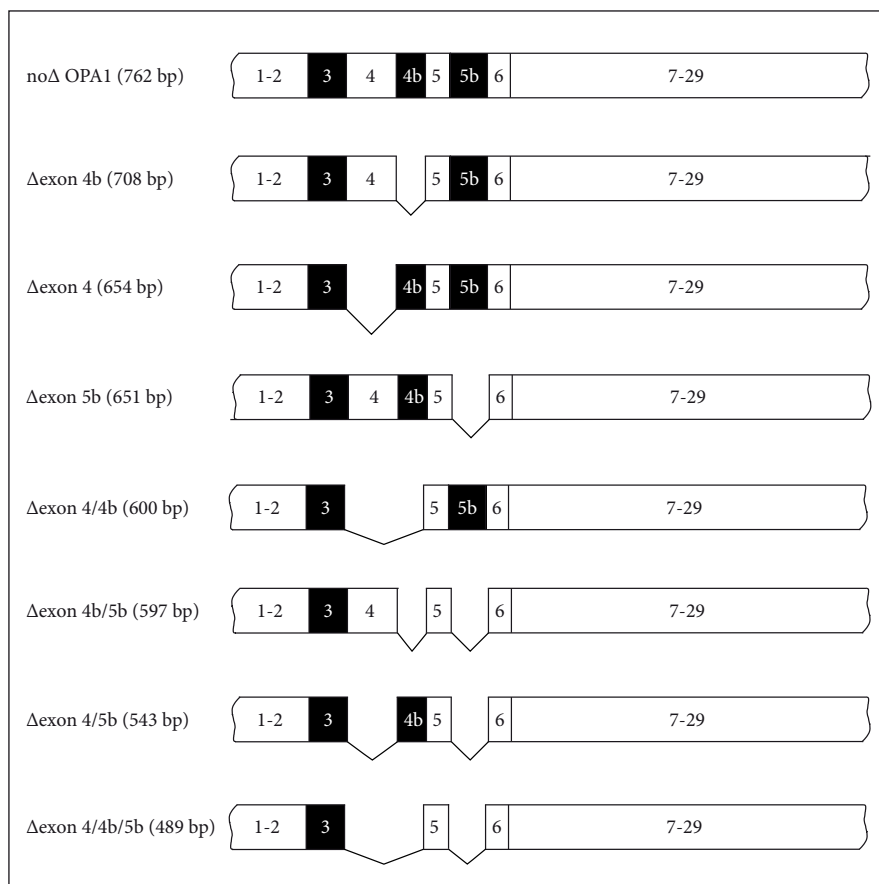 noΔ OPA1 (762 bp) 1-2 3 4 4b 5 5b 6 7-29
Δexon 4b (708 bp) 1-2 3 4 5 5b 6 7-29
Δexon 4 (654 bp) 1-2 3 4b 5 5b 6 7-29
Δexon 5b (651 bp) 1-2 3 4 4b 5 6 7-29
Δexon 4/4b (600 bp) 1-2 3 5 5b 6 7-29
Δexon 4b/5b (597 bp) 1-2 3 4 5 6 7-29
Δexon 4/5b (543 bp) 1-2 3 4b 5 6 7-29
Δexon 4/4b/5b (489 bp) 1-2 3 5 6 7-29